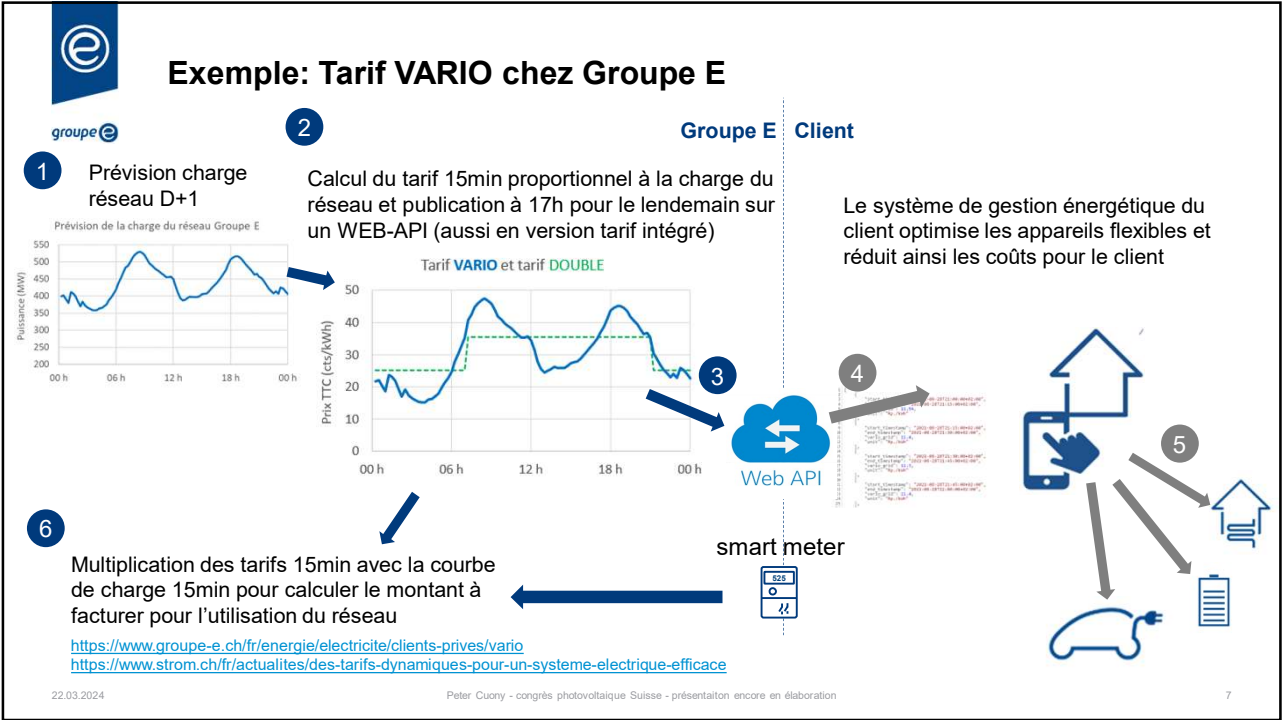 Exemple: Tarif VARIO chez Groupe E
groupe e
Groupe E
Client
1
Prévision charge
réseau D+1
Prévision de la charge du réseau Groupe E
Puissance (MW)
550
500
450
400
350
300
250
200
00 h 06 h 12 h 18 h 00 h
2
Calcul du tarif 15min proportionnel à la charge du
réseau et publication à 17h pour le lendemain sur
un WEB-API (aussi en version tarif intégré)
Tarif VARIO et tarif DOUBLE
Prix TTC (cts/kWh)
50
40
30
20
10
0
00 h 06 h 12 h 18 h 00 h
3
Web API
Le système de gestion énergétique du
client optimise les appareils flexibles et
réduit ainsi les coûts pour le client
4
5
6
Multiplication des tarifs 15min avec la courbe
de charge 15min pour calculer le montant à
facturer pour l'utilisation du réseau
smart meter
525
https://www.groupe-e.ch/fr/energie/electricite/clients-prives/vario
https://www.strom.ch/fr/actualites/des-tarifs-dynamiques-pour-un-systeme-electrique-efficace
22.03.2024
Peter Cuony - congrès photovoltaique Suisse - présentaiton encore en élaboration
7